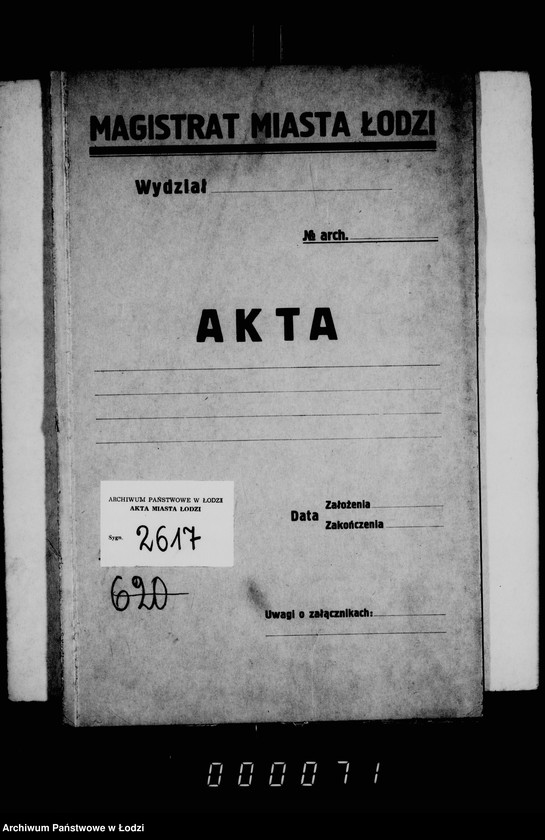 MAGISTRAT MIASTA ŁODZI
Wydział
№ arch.
AKTA
ARCHIWUM PAŃSTWOWE W ŁODZI
AKTA MIASTA ŁODZI
Sygn. 2617
620
Data
Założenia
Zakończenia
Uwagi o załącznikach:
000071
Archiwum Państwowe w Łodzi